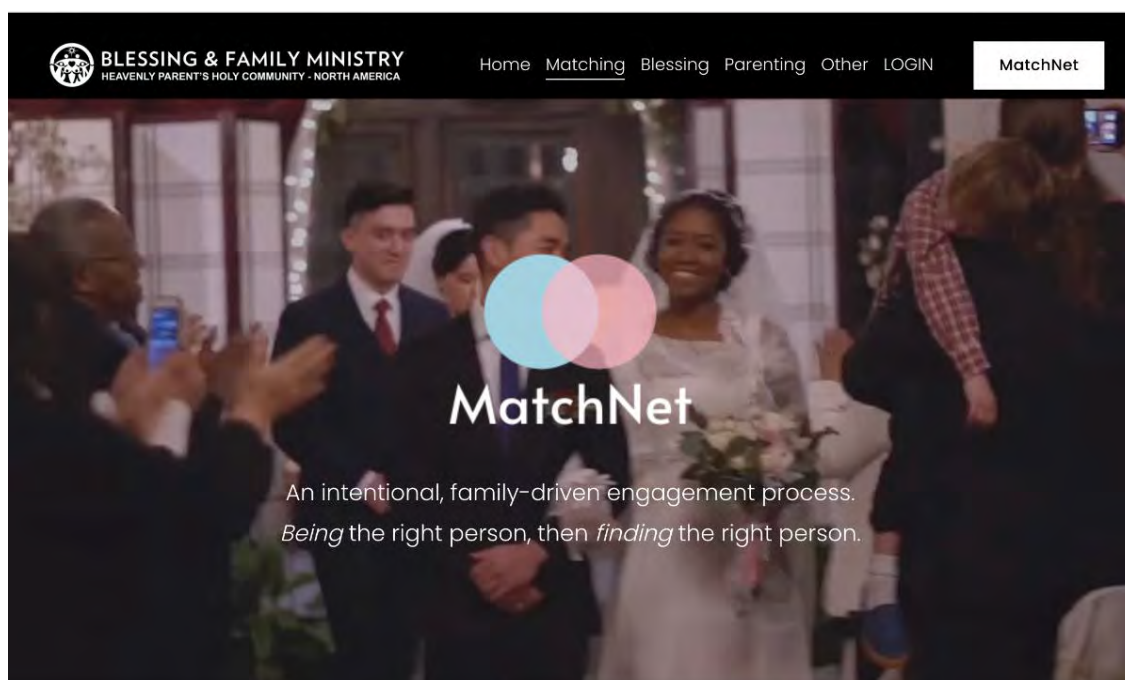 BLESSING & FAMILY MINISTRY
HEAVENLY PARENT'S HOLY COMMUNITY - NORTH AMERICA
Home Matching Blessing Parenting Other LOGIN
MatchNet
MatchNet
An intentional, family-driven engagement process.
Being the right person, then finding the right person.